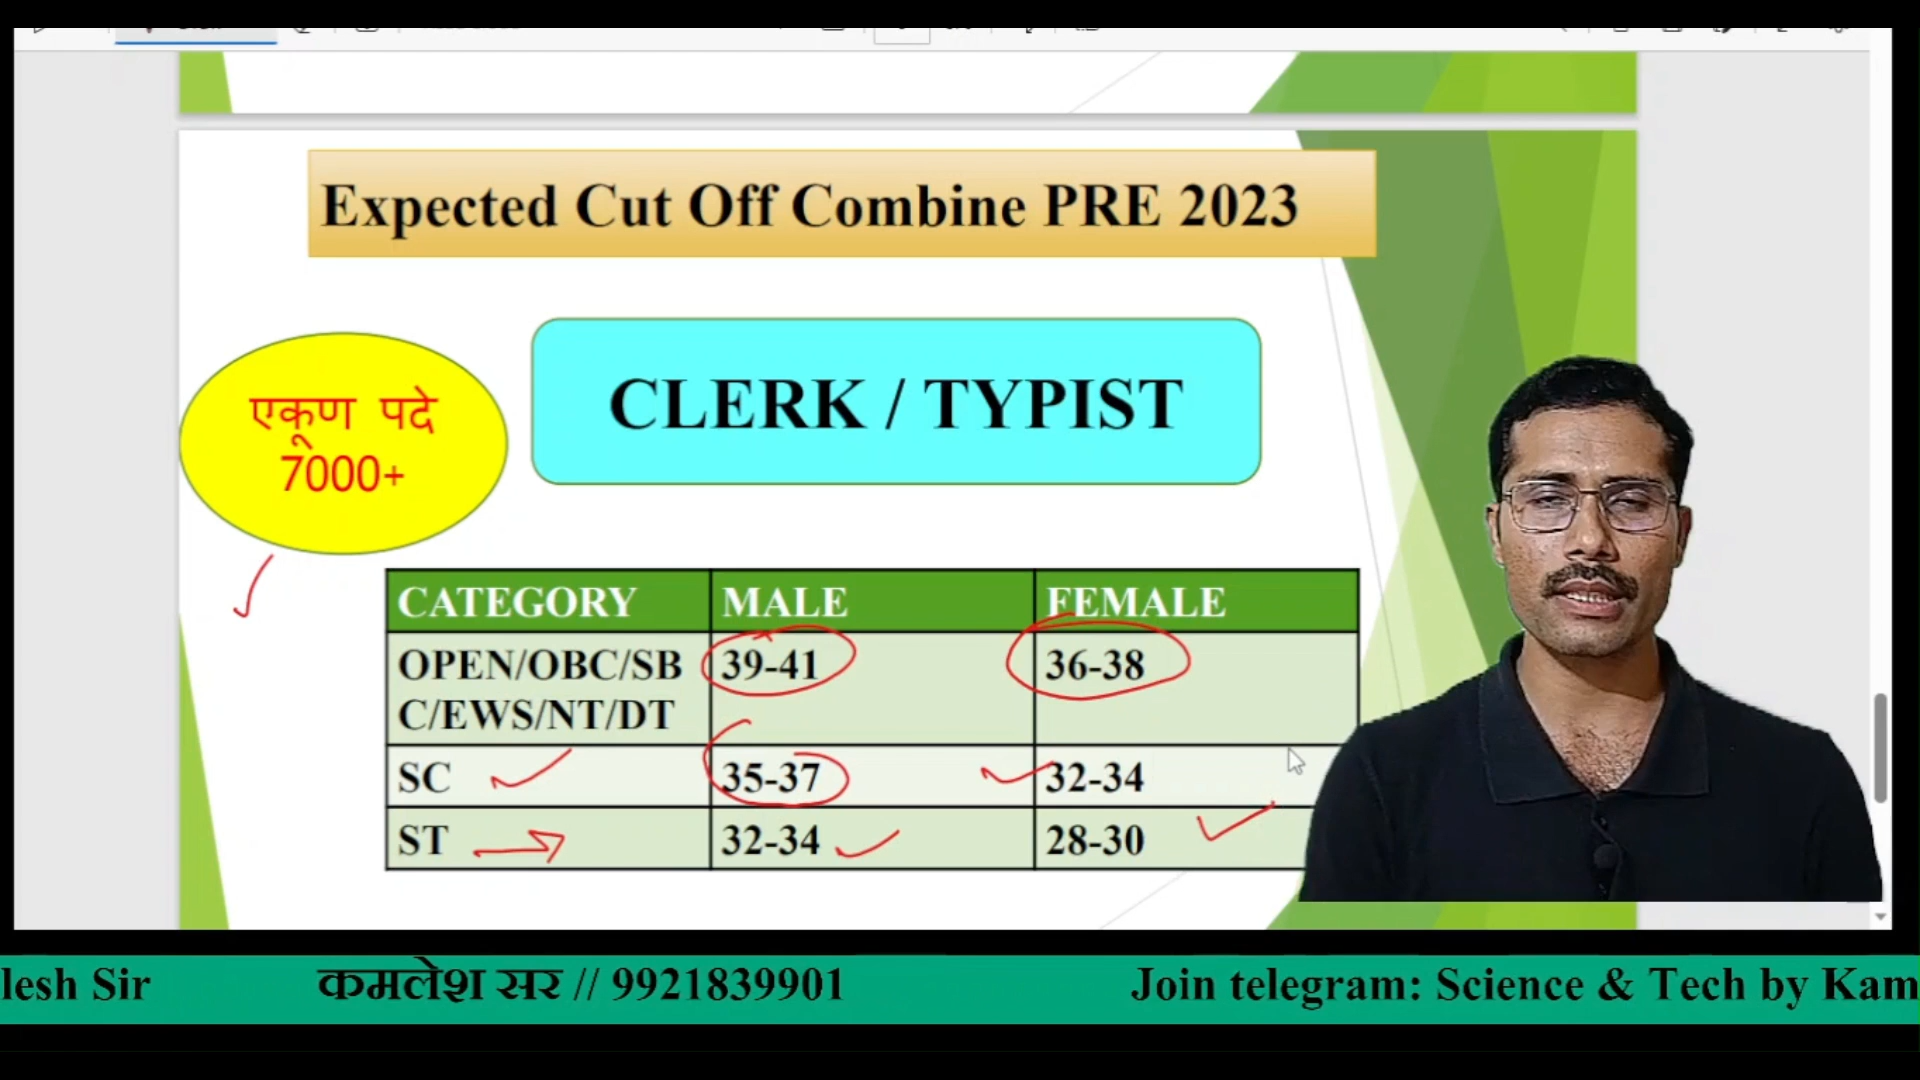 Expected Cut Off Combine PRE 2023
एकूण पदे
7000+
CLERK / TYPIST
CATEGORY MALE FEMALE
OPEN/OBC/SB 39-41 36-38
C/EWS/NT/DT
SC 35-37 32-34
ST 32-34 28-30
lesh Sir कमलेश सर // 9921839901 Join telegram: Science & Tech by Kam